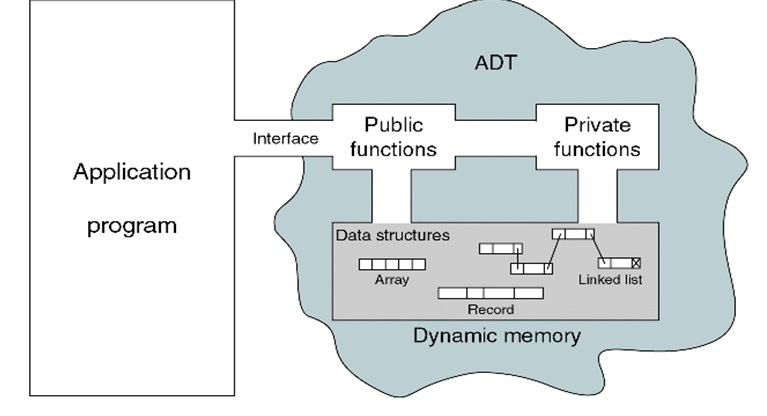 ADT
Application
program
Interface
Public
functions
Private
functions
Data structures
Array
Record
Linked list
Dynamic memory